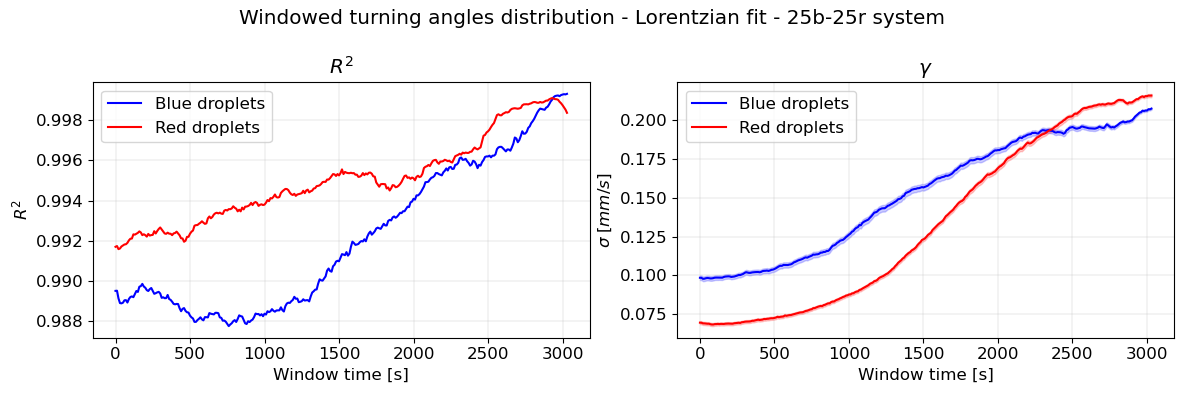 Windowed turning angles distribution - Lorentzian fit - 25b-25r system
R²
Blue droplets
Red droplets
R²
0.998
0.996
0.994
0.992
0.990
0.988
0 500 1000 1500 2000 2500 3000
Window time [s]
γ
Blue droplets
Red droplets
σ [mm/s]
0.200
0.175
0.150
0.125
0.100
0.075
0 500 1000 1500 2000 2500 3000
Window time [s]